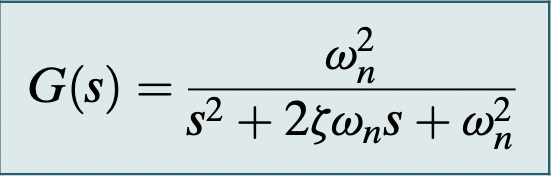 G(s) = ω_n^2 / (s^2 + 2ζω_n s + ω_n^2)